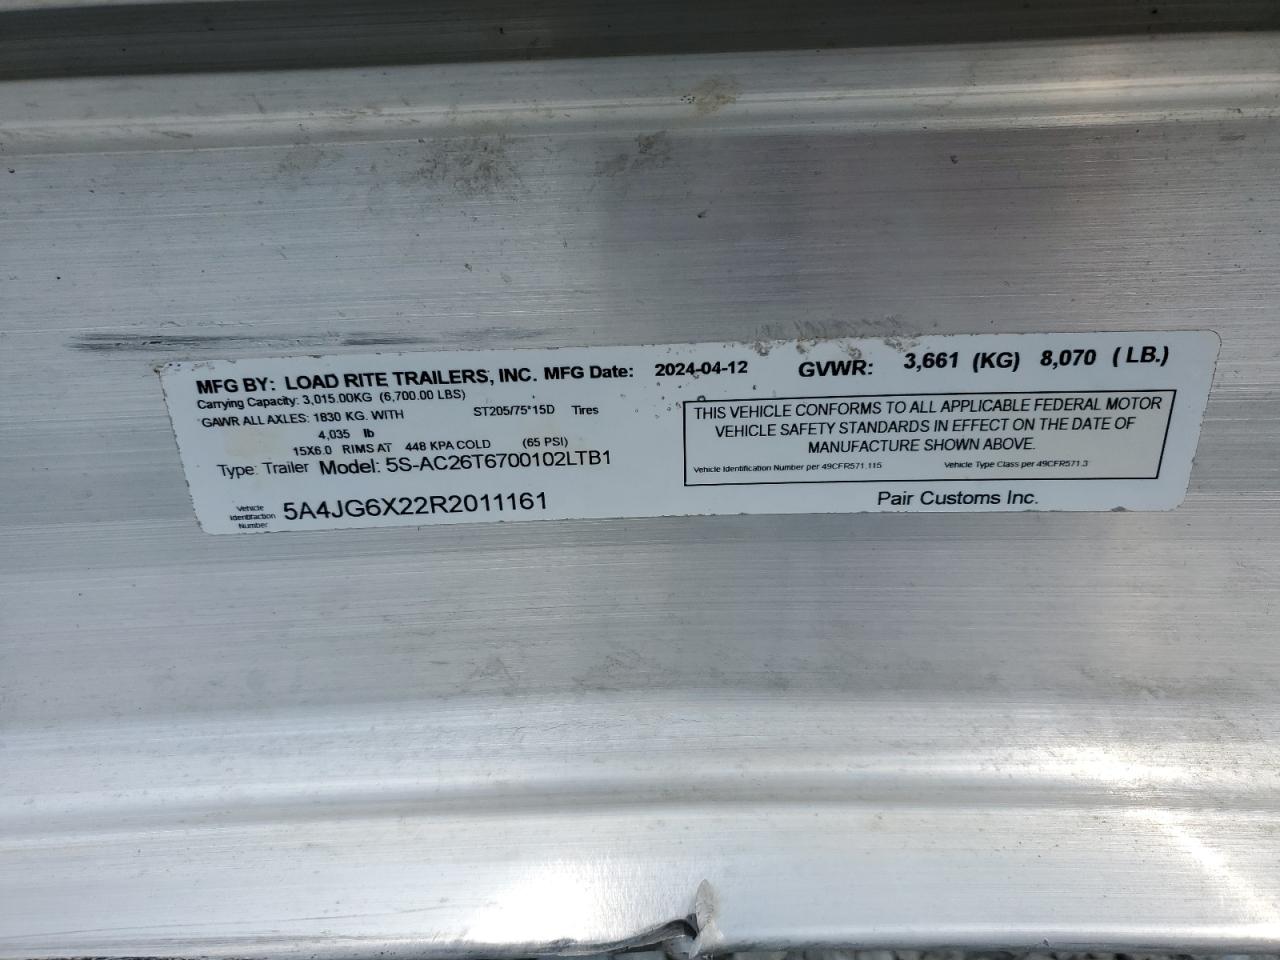 MFG BY: LOAD RITE TRAILERS, INC. MFG Date: 2024-04-12 GVWR: 3,661 (KG) 8,070 (LB.)
Carrying Capacity: 3,015.00KG (6,700.00 LBS)
GAWR ALL AXLES: 1830 KG. WITH ST205/75*15D Tires
4,035 lb
15X6.0 RIMS AT 448 KPA COLD (65 PSI)
Type: Trailer Model: 5S-AC26T6700102LTB1
Vehicle
Identifaction
Number
5A4JG6X22R2011161
THIS VEHICLE CONFORMS TO ALL APPLICABLE FEDERAL MOTOR
VEHICLE SAFETY STANDARDS IN EFFECT ON THE DATE OF
MANUFACTURE SHOWN ABOVE.
Vehicle Identification Number per 49CFR571.115 Vehicle Type Class per 49CFR571.3
Pair Customs Inc.